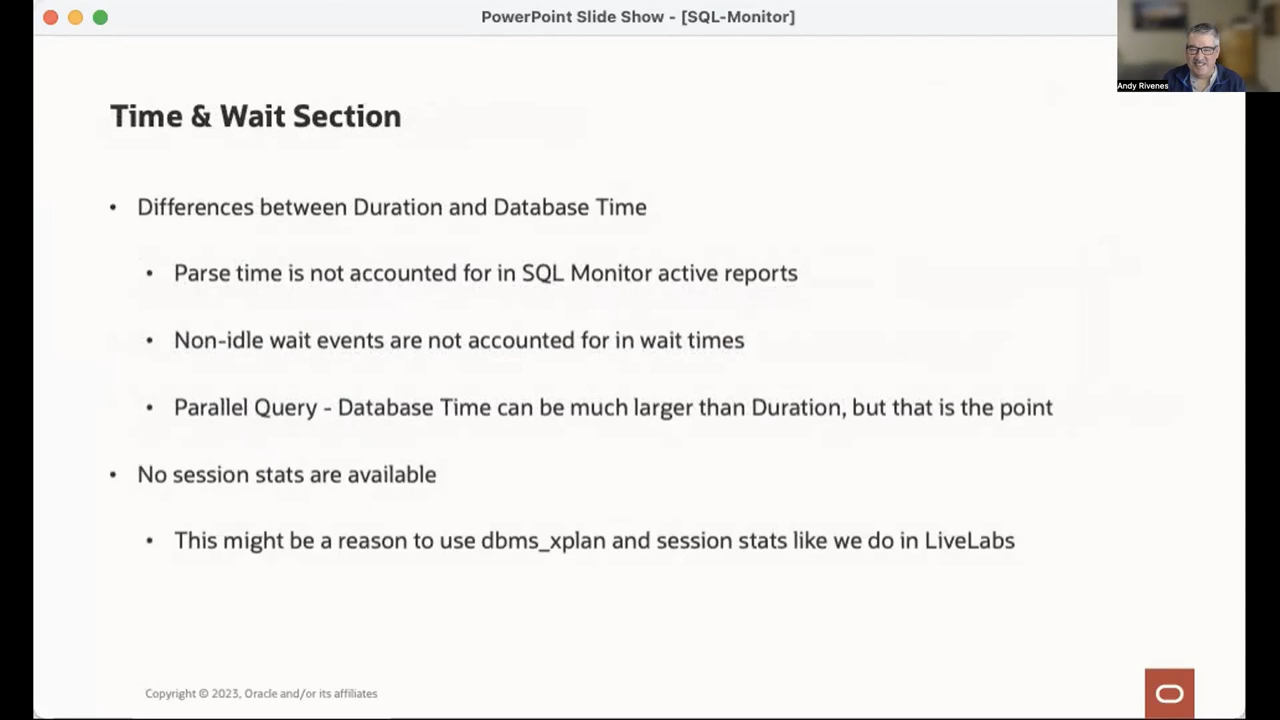 PowerPoint Slide Show - [SQL-Monitor]
Andy Rivenes
Time & Wait Section
• Differences between Duration and Database Time
• Parse time is not accounted for in SQL Monitor active reports
• Non-idle wait events are not accounted for in wait times
• Parallel Query - Database Time can be much larger than Duration, but that is the point
• No session stats are available
• This might be a reason to use dbms_xplan and session stats like we do in LiveLabs
Copyright © 2023, Oracle and/or its affiliates